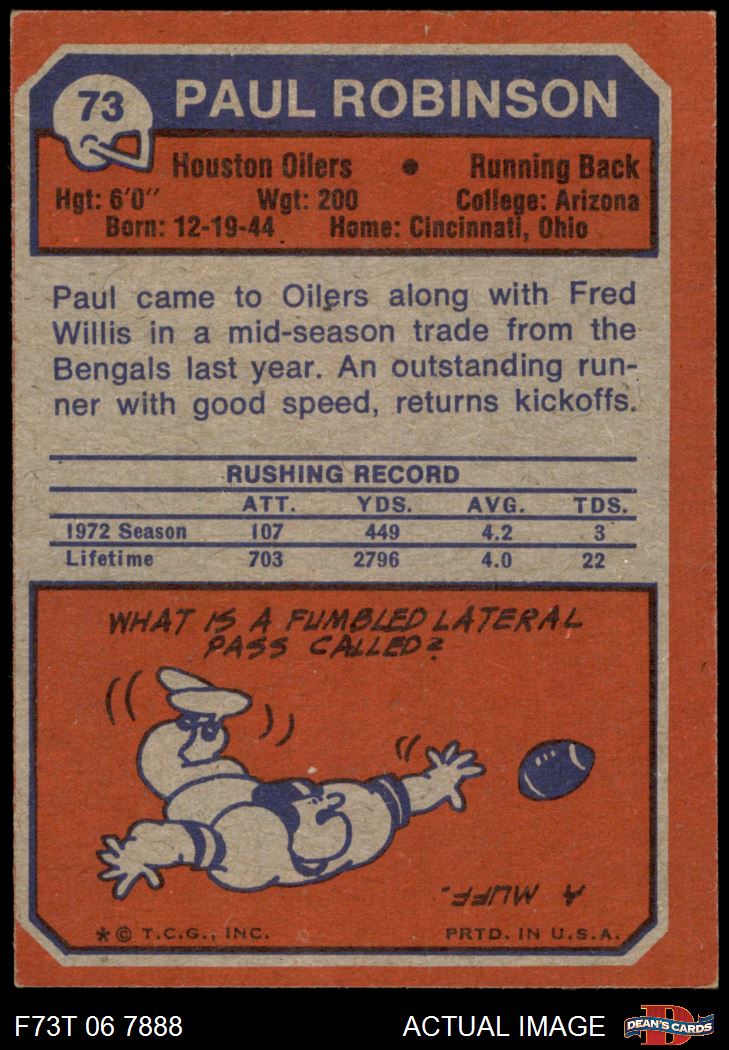 73
PAUL ROBINSON
Houston Oilers • Running Back
Hgt: 6'0" Wgt: 200 College: Arizona
Born: 12-19-44 Home: Cincinnati, Ohio
Paul came to Oilers along with Fred
Willis in a mid-season trade from the
Bengals last year. An outstanding run-
ner with good speed, returns kickoffs.
RUSHING RECORD
ATT. YDS. AVG. TDS.
1972 Season 107 449 4.2 3
Lifetime 703 2796 4.0 22
WHAT IS A FUMBLED LATERAL
PASS CALLED?
A MUFF.
* © T.C.G., INC. PRTD. IN U.S.A.
F73T 06 7888 ACTUAL IMAGE
D
DEAN'S CARDS